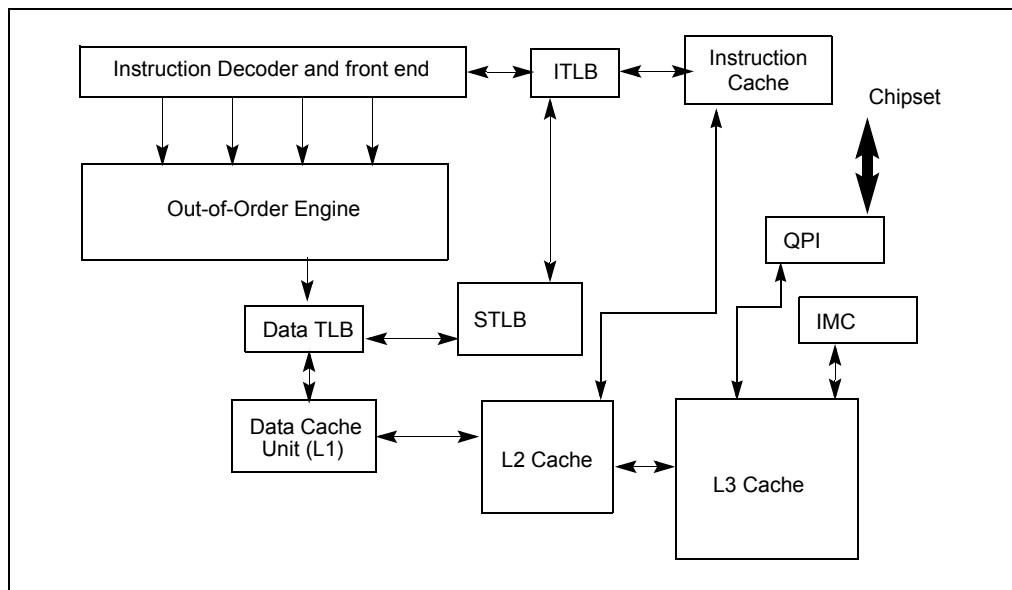 Instruction Decoder and front end
ITLB
Instruction
Cache
Chipset
Out-of-Order Engine
QPI
Data TLB
STLB
IMC
Data Cache
Unit (L1)
L2 Cache
L3 Cache